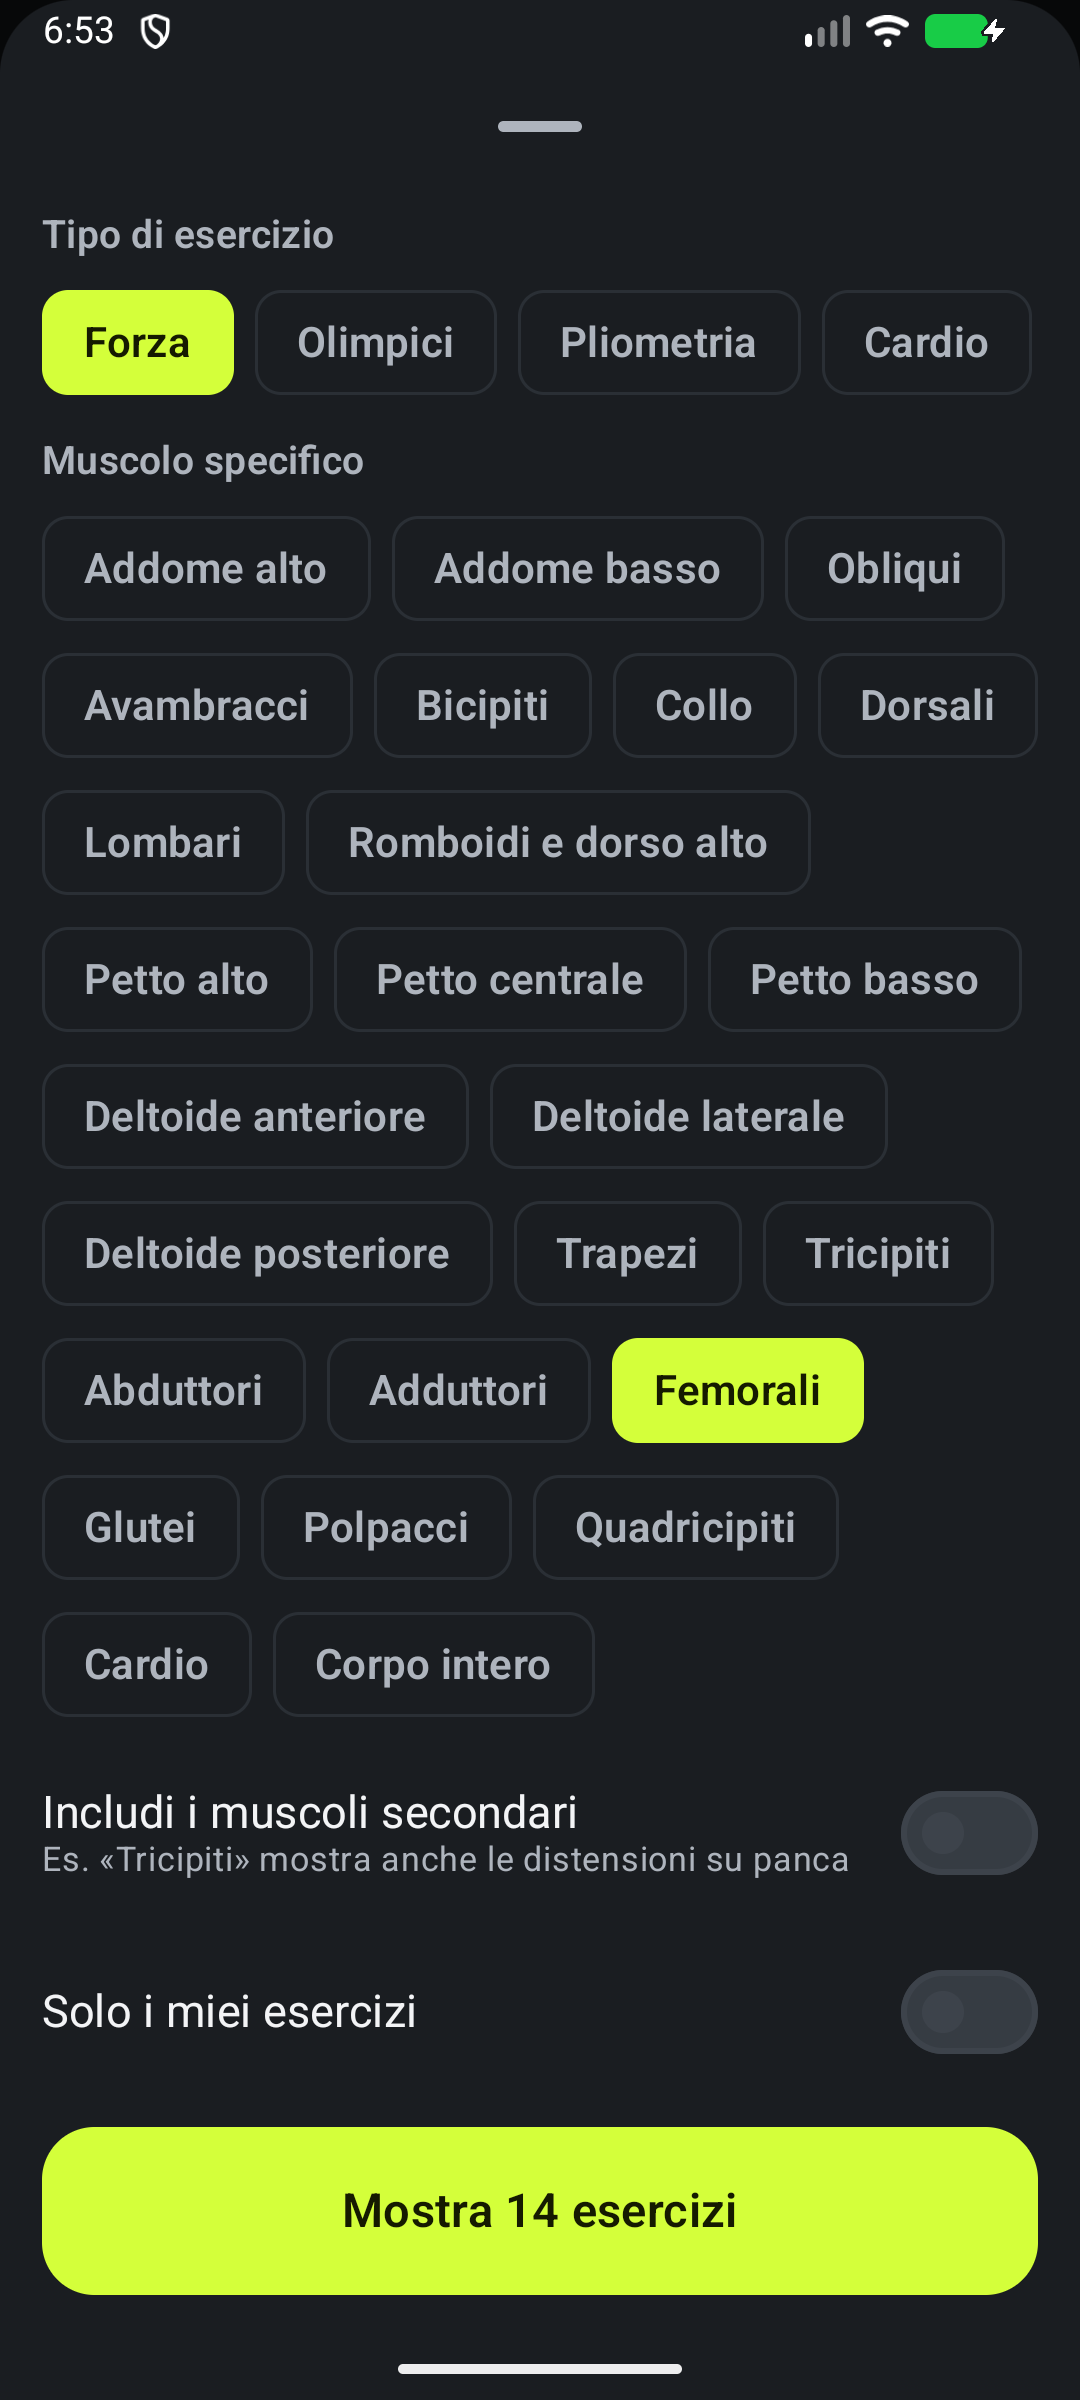 6:53
Tipo di esercizio
Forza Olimpici Pliometria Cardio
Muscolo specifico
Addome alto Addome basso Obliqui
Avambracci Bicipiti Collo Dorsali
Lombari Romboidi e dorso alto
Petto alto Petto centrale Petto basso
Deltoide anteriore Deltoide laterale
Deltoide posteriore Trapezi Tricipiti
Abduttori Adduttori Femorali
Glutei Polpacci Quadricipiti
Cardio Corpo intero
Includi i muscoli secondari
Es. «Tricipiti» mostra anche le distensioni su panca
Solo i miei esercizi
Mostra 14 esercizi